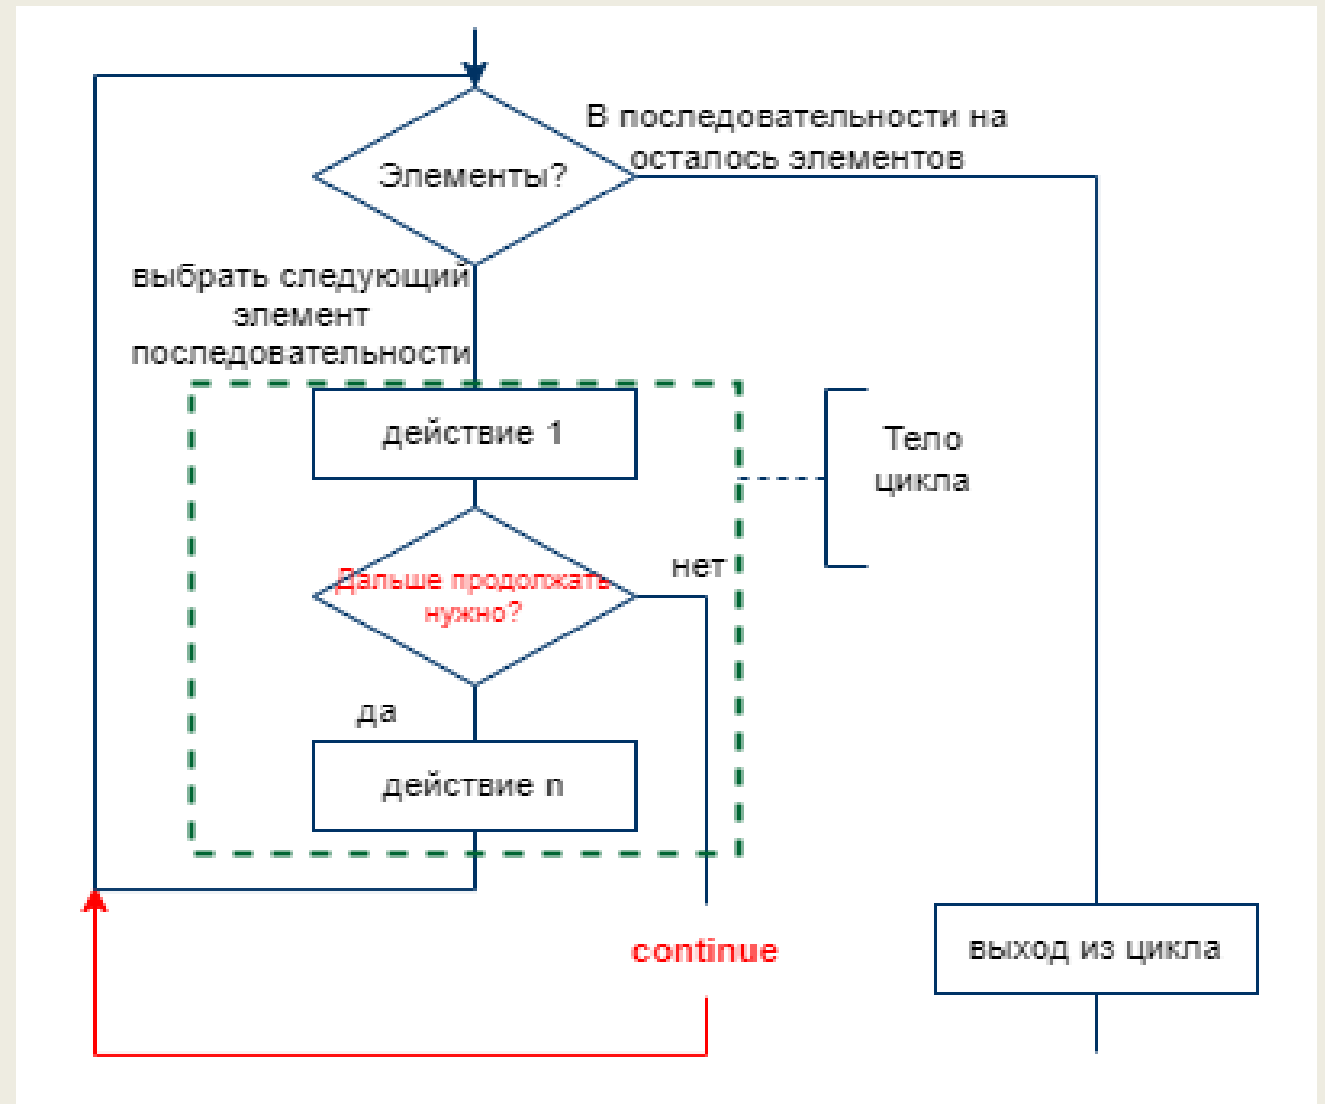 В последовательности на
осталось элементов
Элементы?
выбрать следующий
элемент
последовательности
действие 1
Тело
цикла
нет
Дальше продолжать
нужно?
да
действие n
continue
выход из цикла